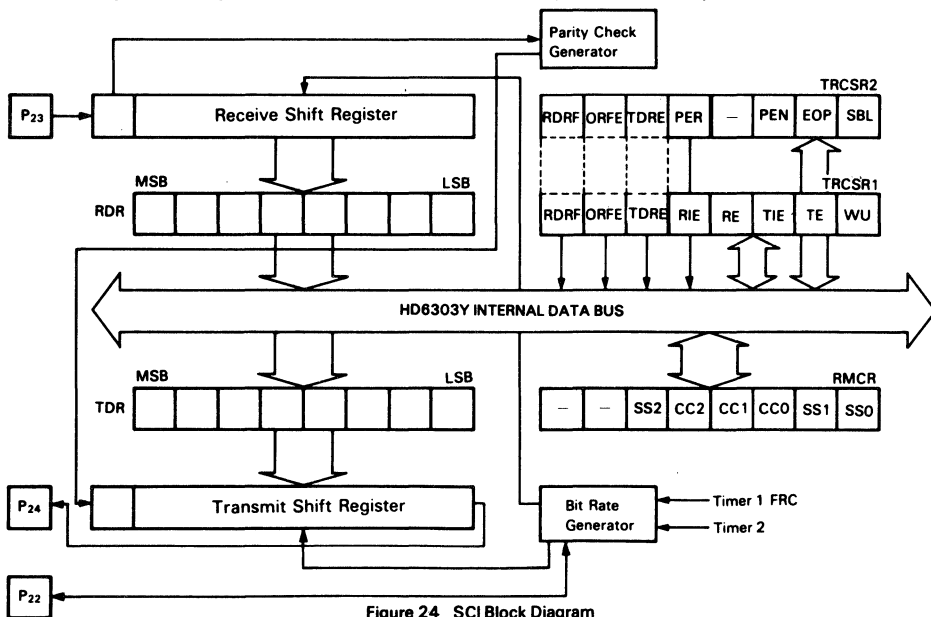 Parity Check
Generator
TRCSR2
P23
Receive Shift Register
RDRF ORFE TDRE PER – PEN EOP SBL
MSB LSB
TRCSR1
RDR
RDRF ORFE TDRE RIE RE TIE TE WU
HD6303Y INTERNAL DATA BUS
MSB LSB
RMCR
TDR
– – SS2 CC2 CC1 CC0 SS1 SS0
P24
Transmit Shift Register
Bit Rate
Generator
Timer 1 FRC
Timer 2
P22
Figure 24 SCI Block Diagram